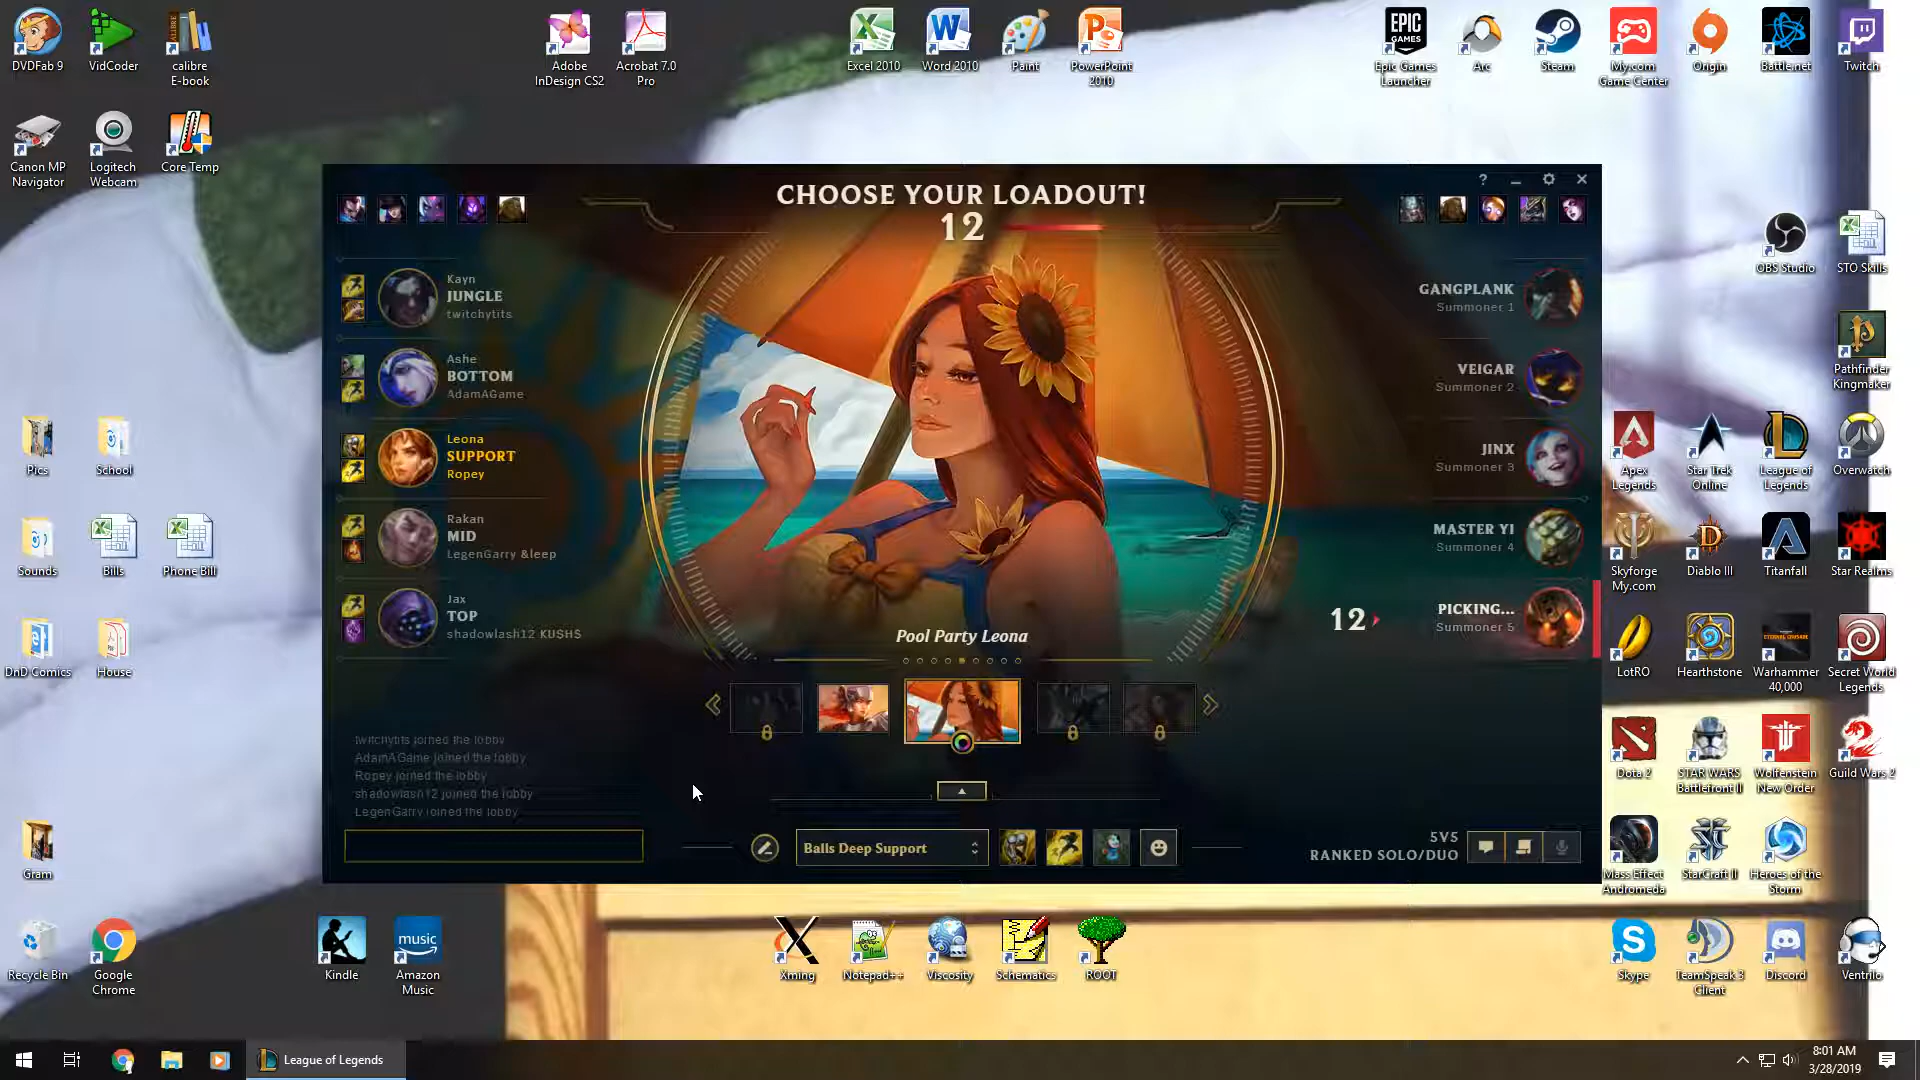 DVDFab 9
VidCoder
calibre
E-book
Adobe
InDesign CS2
Acrobat 7.0
Pro
Excel 2010
Word 2010
Paint
PowerPoint
2010
EPIC
GAMES
Epic Games
Launcher
Arc
Steam
My.com
Game Center
Origin
Battle.net
Twitch
Canon MP
Navigator
Logitech
Webcam
Core Temp
CHOOSE YOUR LOADOUT!
12
Kayn
JUNGLE
twitchytits
Ashe
BOTTOM
AdamAGame
Leona
SUPPORT
Ropey
Rakan
MID
LegenGarry &leep
Jax
TOP
shadowlash12 KUSHS
GANGPLANK
Summoner 1
VEIGAR
Summoner 2
JINX
Summoner 3
MASTER YI
Summoner 4
12
PICKING...
Summoner 5
Pool Party Leona
twitchytits joined the lobby
AdamAGame joined the lobby
Ropey joined the lobby
shadowlash12 joined the lobby
LegenGarry joined the lobby
Balls Deep Support
5V5
RANKED SOLO/DUO
OBS Studio
STO Skills
Pathfinder
Kingmaker
Pics
School
Apex
Legends
Star Trek
Online
League of
Legends
Overwatch
Sounds
Bills
Phone Bill
Skyforge
My.com
Diablo III
Titanfall
Star Realms
DnD Comics
House
LotRO
Hearthstone
ETERNAL CRUSADE
Warhammer
40,000
Secret World
Legends
Dota 2
STAR WARS
Battlefront II
Wolfenstein
New Order
Guild Wars 2
Gram
Mass Effect
Andromeda
StarCraft II
Heroes of the
Storm
Recycle Bin
Google
Chrome
Kindle
music
Amazon
Music
Xming
Notepad++
Viscosity
Schematics
ROOT
Skype
TeamSpeak 3
Client
Discord
Ventrilo
League of Legends
8:01 AM
3/28/2019